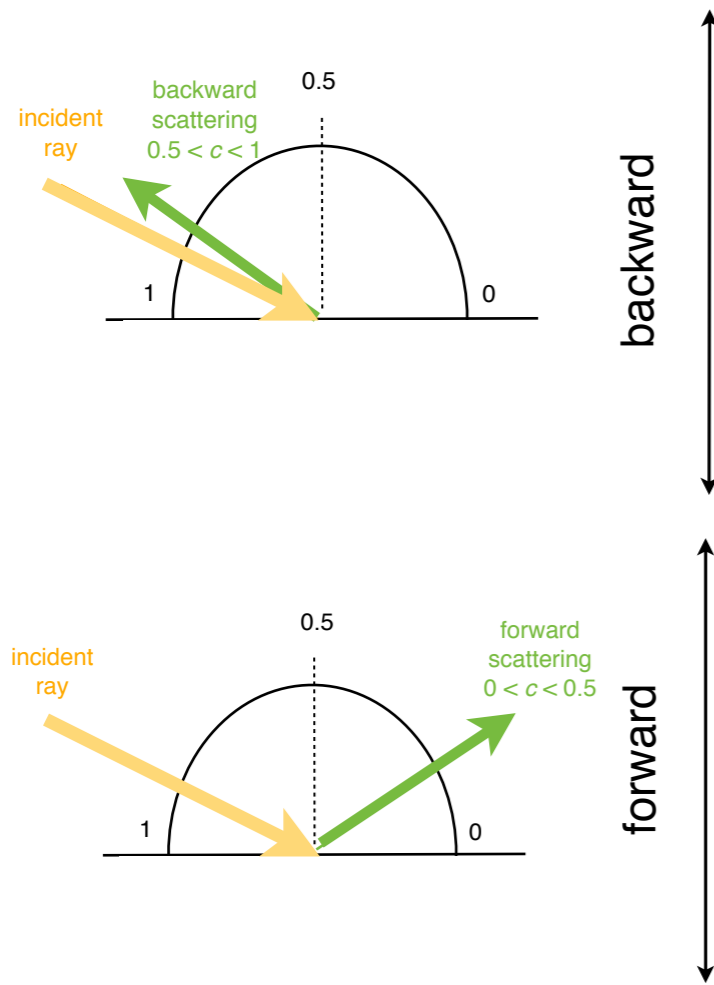 0.5
backward
scattering
0.5 < c < 1
incident
ray
1
0
backward
0.5
incident
ray
forward
scattering
0 < c < 0.5
1
0
forward